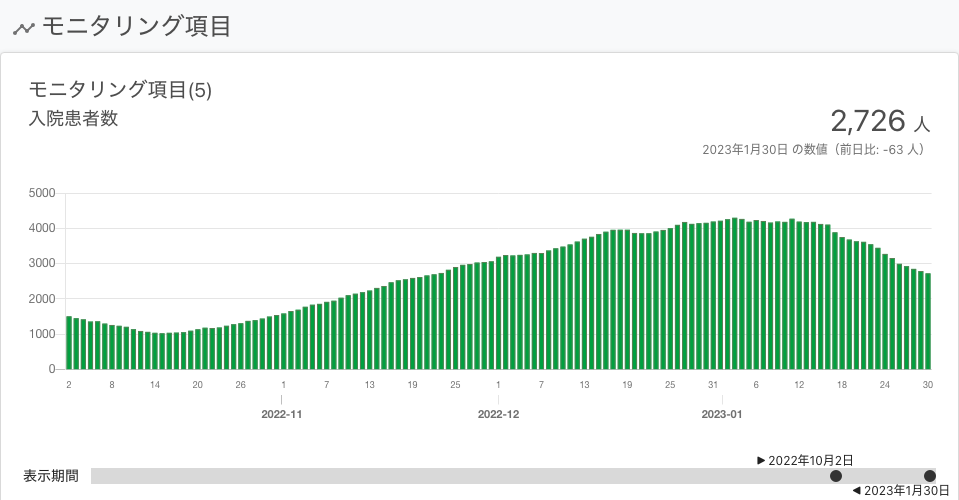 モニタリング項目
モニタリング項目(5)
入院患者数
2,726 人
2023年1月30日 の数値（前日比: -63 人）
5000
4000
3000
2000
1000
0
2 8 14 20 26 1 7 13 19 25 1 7 13 19 25 31 6 12 18 24 30
2022-11 2022-12 2023-01
▶ 2022年10月2日
表示期間
◀ 2023年1月30日